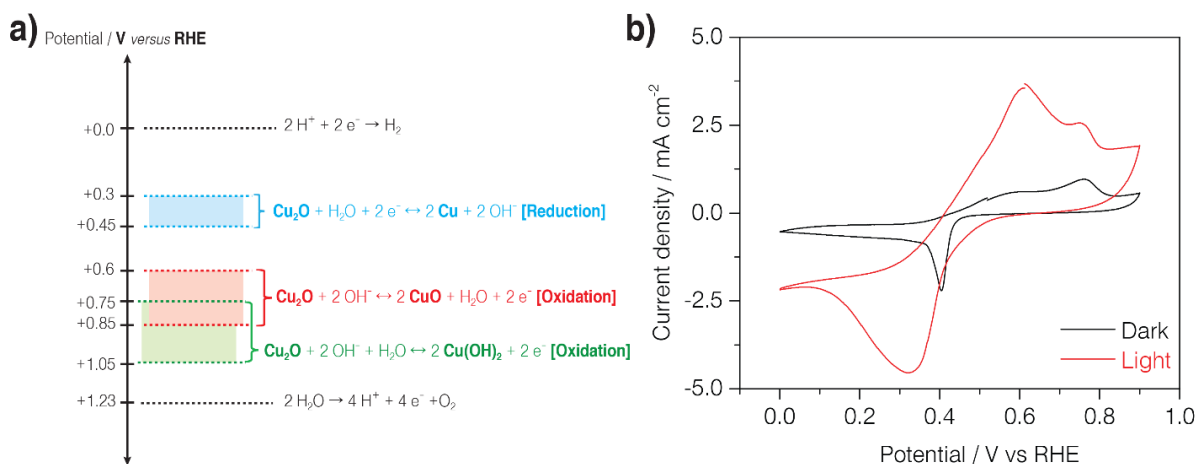 a)
Potential / V versus RHE
+0.0
2 H⁺ + 2 e⁻ → H₂
+0.3
Cu₂O + H₂O + 2 e⁻ ↔ 2 Cu + 2 OH⁻ [Reduction]
+0.45
+0.6
Cu₂O + 2 OH⁻ ↔ 2 CuO + H₂O + 2 e⁻ [Oxidation]
+0.75
+0.85
Cu₂O + 2 OH⁻ + H₂O ↔ 2 Cu(OH)₂ + 2 e⁻ [Oxidation]
+1.05
+1.23
2 H₂O → 4 H⁺ + 4 e⁻ +O₂
b)
Current density / mA cm⁻²
5.0
2.5
0.0
-2.5
-5.0
Dark
Light
0.0 0.2 0.4 0.6 0.8 1.0
Potential / V vs RHE